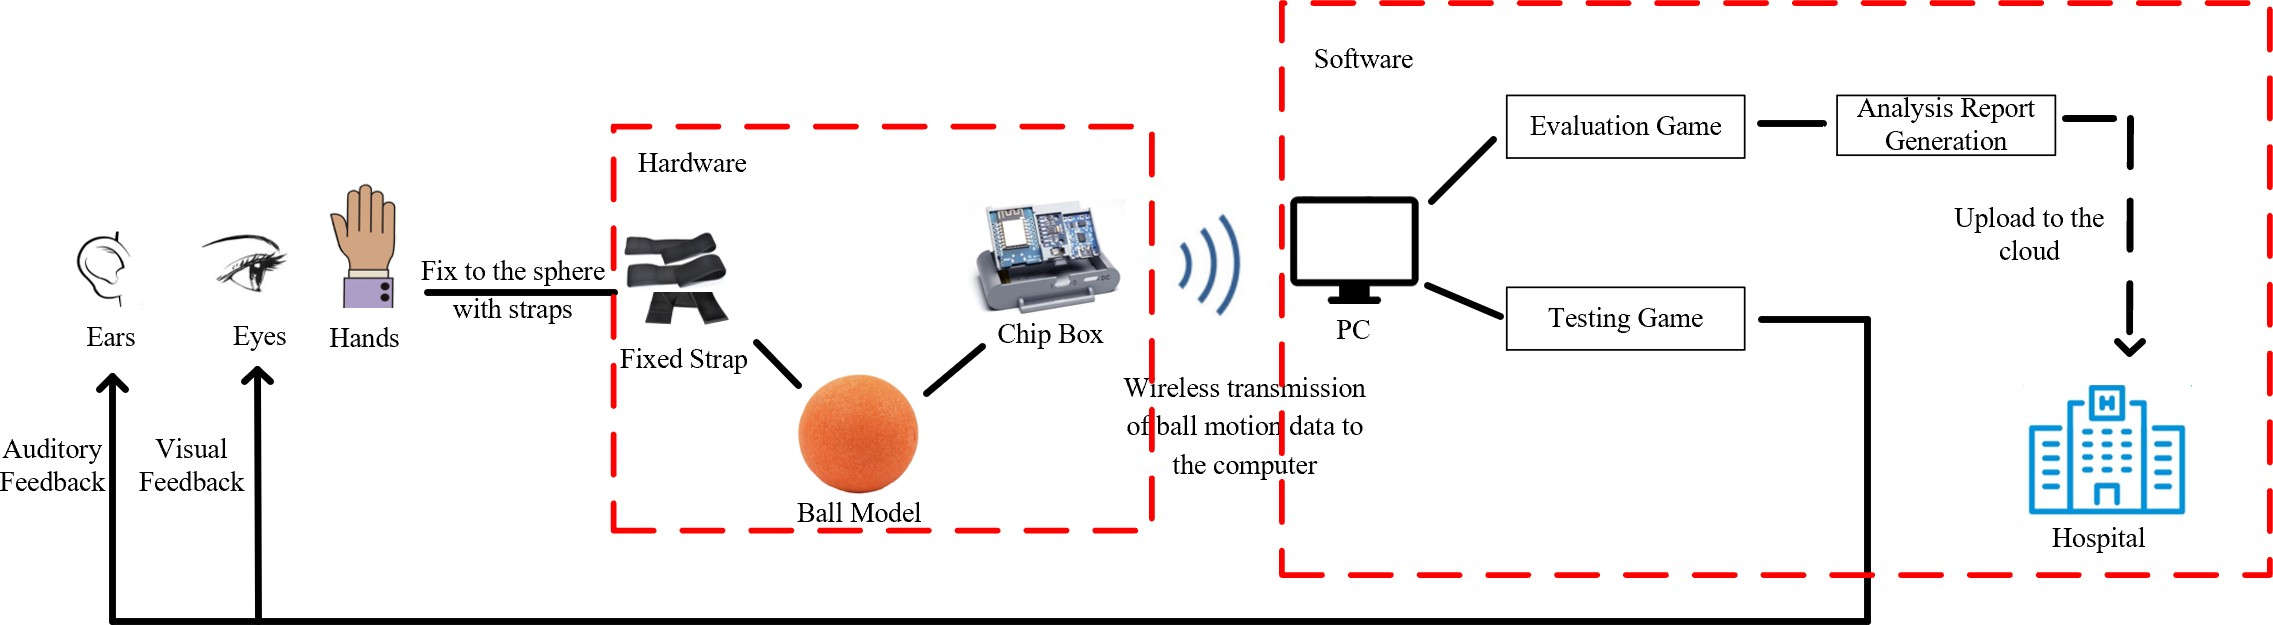 Software
Evaluation Game
Analysis Report
Generation
Hardware
Upload to the
cloud
Fix to the sphere
with straps
Ears
Eyes
Hands
Fixed Strap
Chip Box
PC
Testing Game
Wireless transmission
of ball motion data to
the computer
Auditory
Feedback
Visual
Feedback
Ball Model
H
Hospital